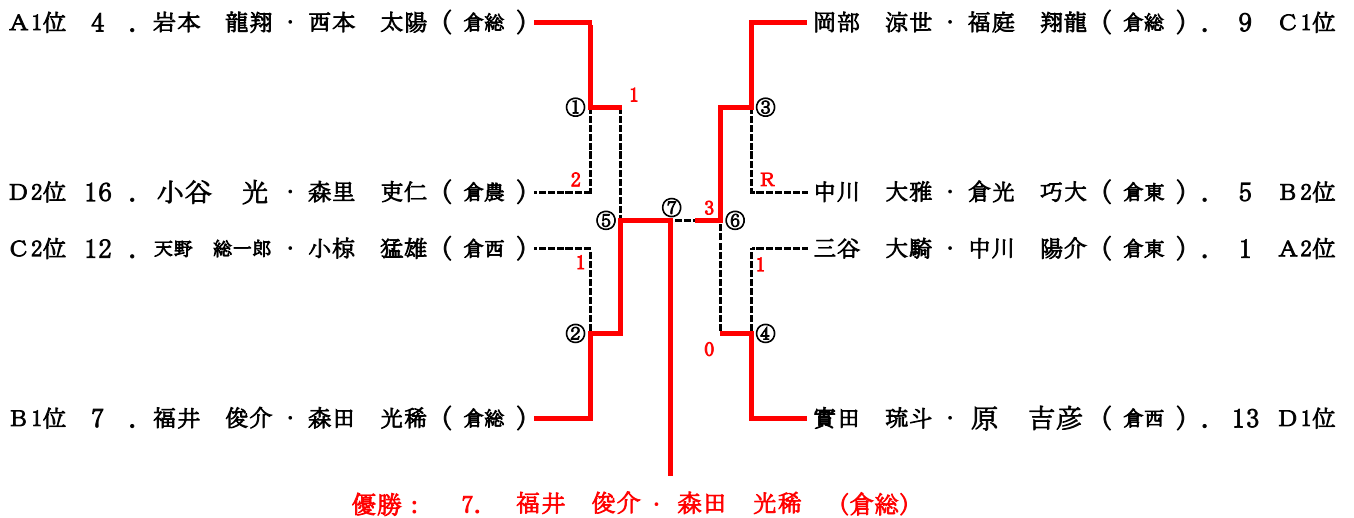 A1位 4 . 岩本 龍翔 · 西本 太陽 ( 倉総 ) 岡部 涼世 · 福庭 翔龍 ( 倉総 ) . 9 C1位
1
① ③
D2位 16 . 小谷 光 · 森里 吏仁 ( 倉農 ) 2 R 中川 大雅 · 倉光 巧大 ( 倉東 ) . 5 B2位
⑤ ⑦ 3 ⑥
C2位 12 . 天野 総一郎 · 小椋 猛雄 ( 倉西 ) 1 1 三谷 大騎 · 中川 陽介 ( 倉東 ) . 1 A2位
② ④
0
B1位 7 . 福井 俊介 · 森田 光稀 ( 倉総 ) 實田 琉斗 · 原 吉彦 ( 倉西 ) . 13 D1位
優勝： 7. 福井 俊介 · 森田 光稀 (倉総)